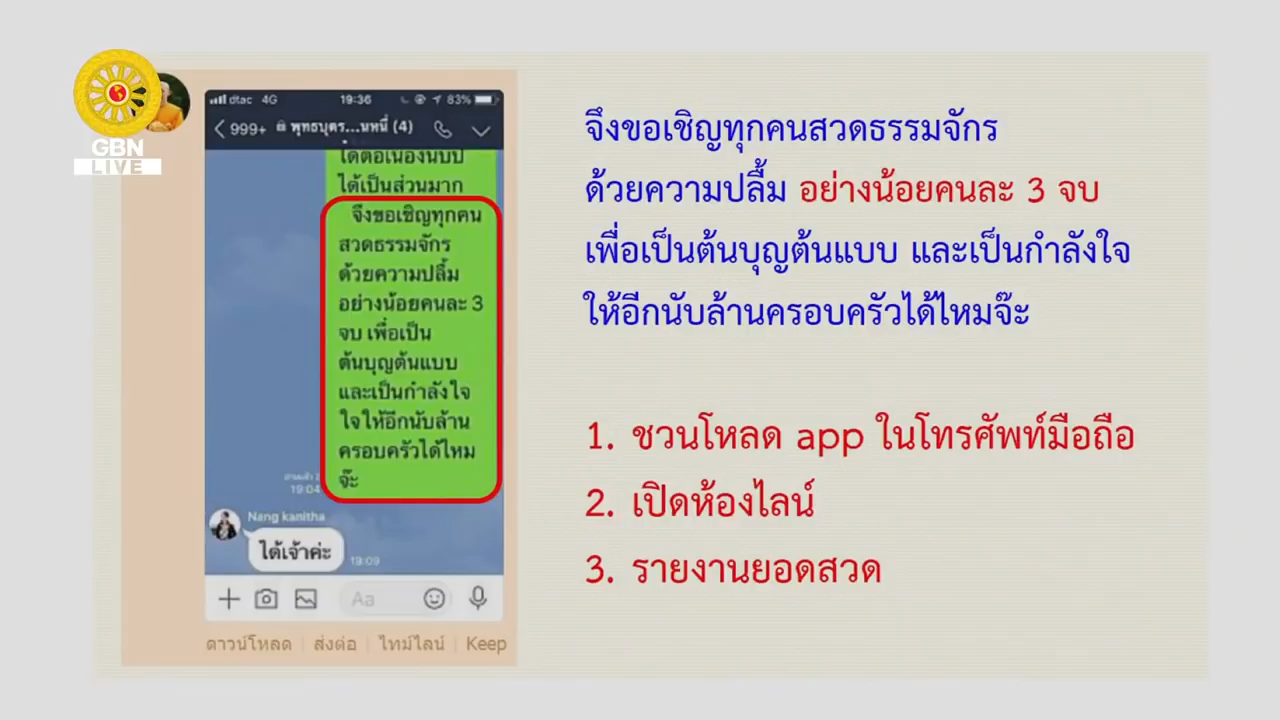 GBN
LIVE
dtac 4G 19:36 83%
999+ พุทธบุตร...นหนึ่ (4)
ได้ต่อเนื่องนับปี
ได้เป็นส่วนมาก
จึงขอเชิญทุกคน
สวดธรรมจักร
ด้วยความปลื้ม
อย่างน้อยคนละ 3
จบ เพื่อเป็น
ต้นบุญต้นแบบ
และเป็นกำลังใจ
ใจให้อีกนับล้าน
ครอบครัวได้ไหม
จ๊ะ
19:04
Nang kanitha
ได้เจ้าค่ะ
19:09
Aa
ดาวน์โหลด | ส่งต่อ | ไทม์ไลน์ | Keep
จึงขอเชิญทุกคนสวดธรรมจักร
ด้วยความปลื้ม อย่างน้อยคนละ 3 จบ
เพื่อเป็นต้นบุญต้นแบบ และเป็นกำลังใจ
ให้อีกนับล้านครอบครัวได้ไหมจ๊ะ
1. ชวนโหลด app ในโทรศัพท์มือถือ
2. เปิดห้องไลน์
3. รายงานยอดสวด